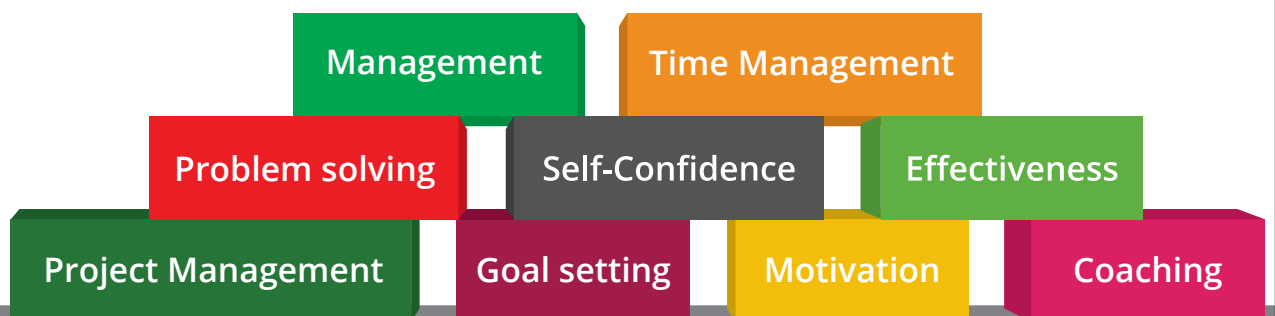 Management
Time Management
Problem solving
Self-Confidence
Effectiveness
Project Management
Goal setting
Motivation
Coaching